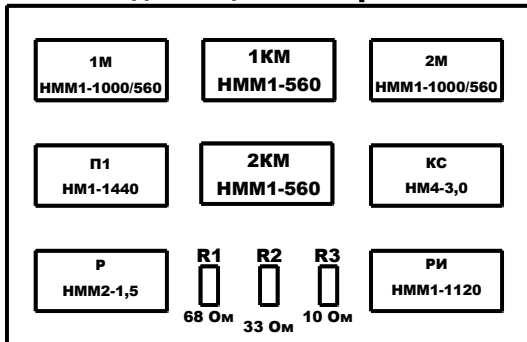 1М
НММ1-1000/560
1КМ
НММ1-560
2М
НММ1-1000/560
П1
НМ1-1440
2КМ
НММ1-560
КС
НМ4-3,0
Р
НММ2-1,5
R1
68 Ом
R2
33 Ом
R3
10 Ом
РИ
НММ1-1120